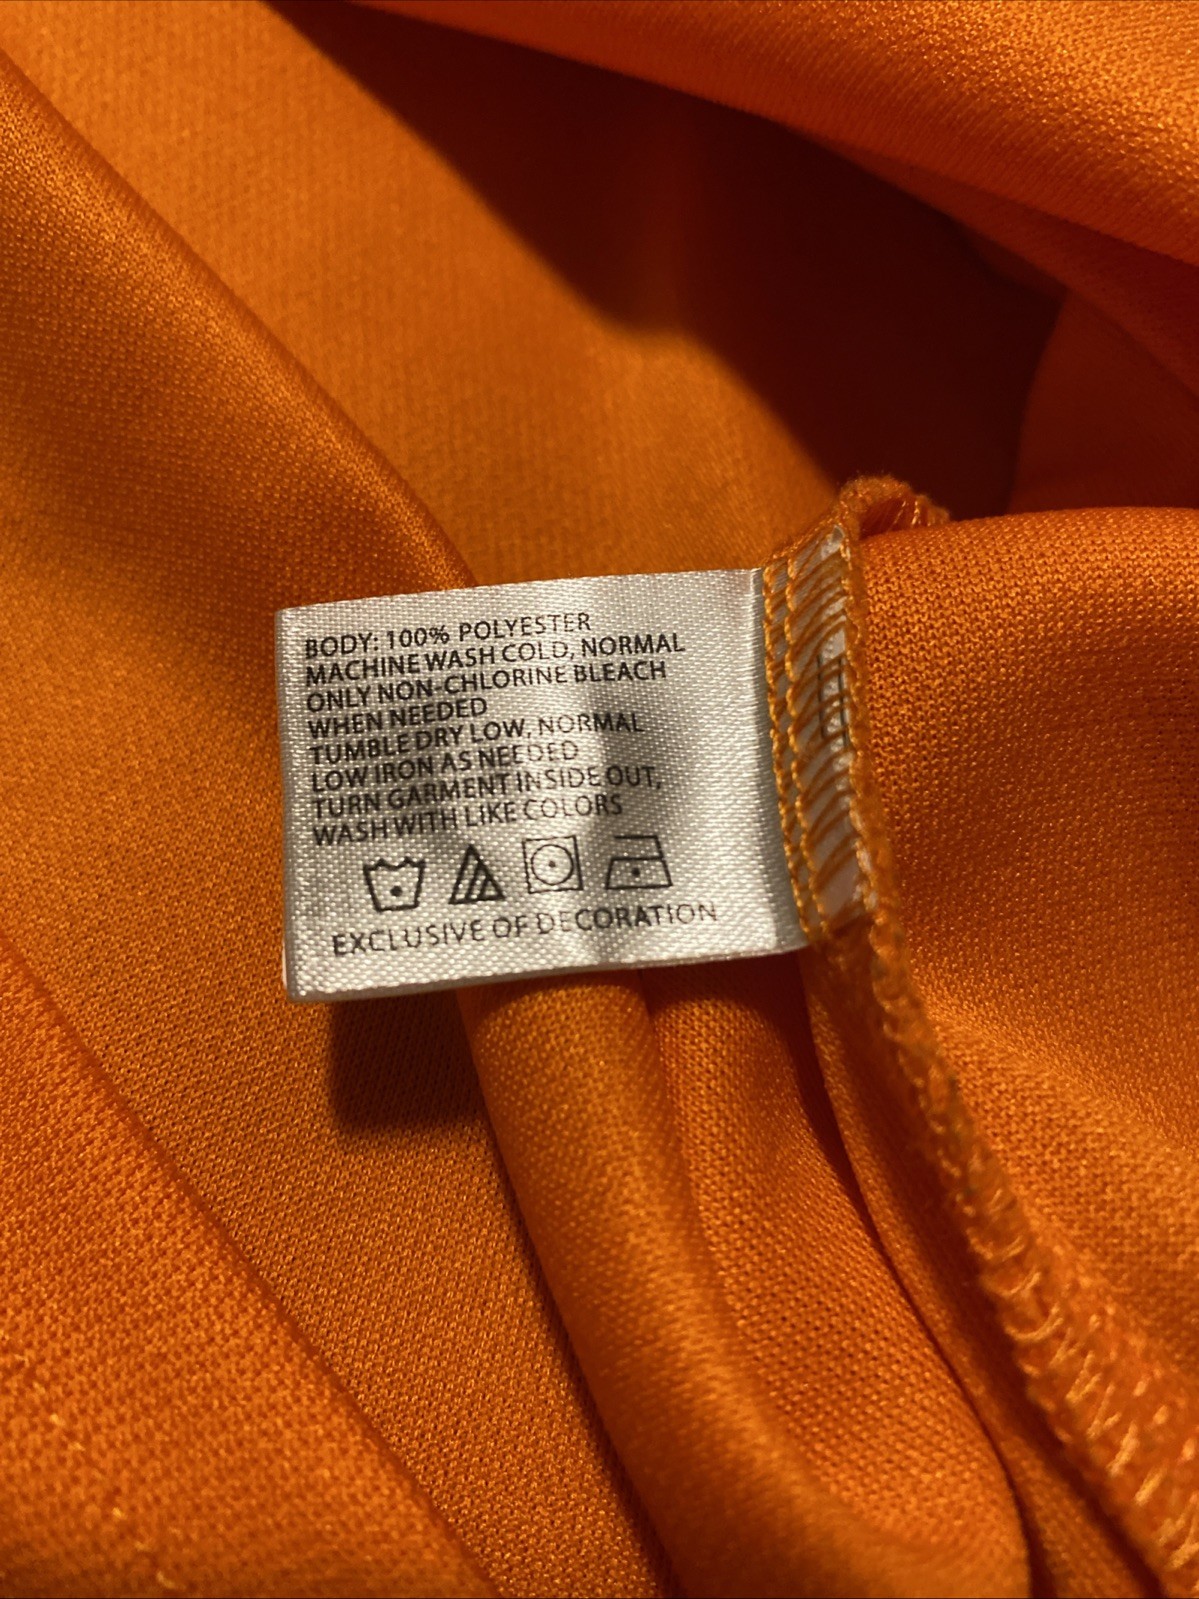 BODY: 100% POLYESTER
MACHINE WASH COLD, NORMAL
ONLY NON-CHLORINE BLEACH
WHEN NEEDED
TUMBLE DRY LOW, NORMAL
LOW IRON AS NEEDED
TURN GARMENT INSIDE OUT,
WASH WITH LIKE COLORS
EXCLUSIVE OF DECORATION